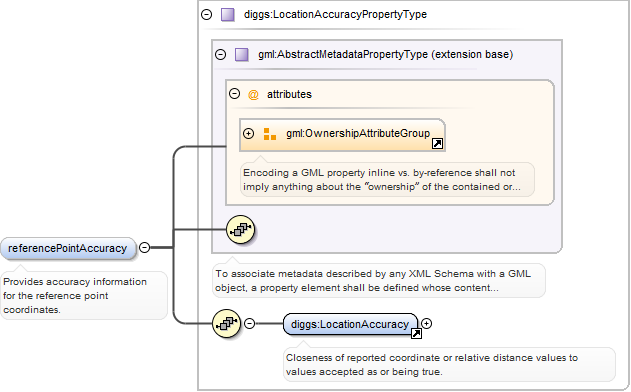 diggs:LocationAccuracyPropertyType
gml:AbstractMetadataPropertyType (extension base)
@ attributes
gml:OwnershipAttributeGroup
Encoding a GML property inline vs. by-reference shall not
imply anything about the “ownership” of the contained or...
referencePointAccuracy
Provides accuracy information
for the reference point
coordinates.
To associate metadata described by any XML Schema with a GML
object, a property element shall be defined whose content...
diggs:LocationAccuracy
Closeness of reported coordinate or relative distance values to
values accepted as or being true.